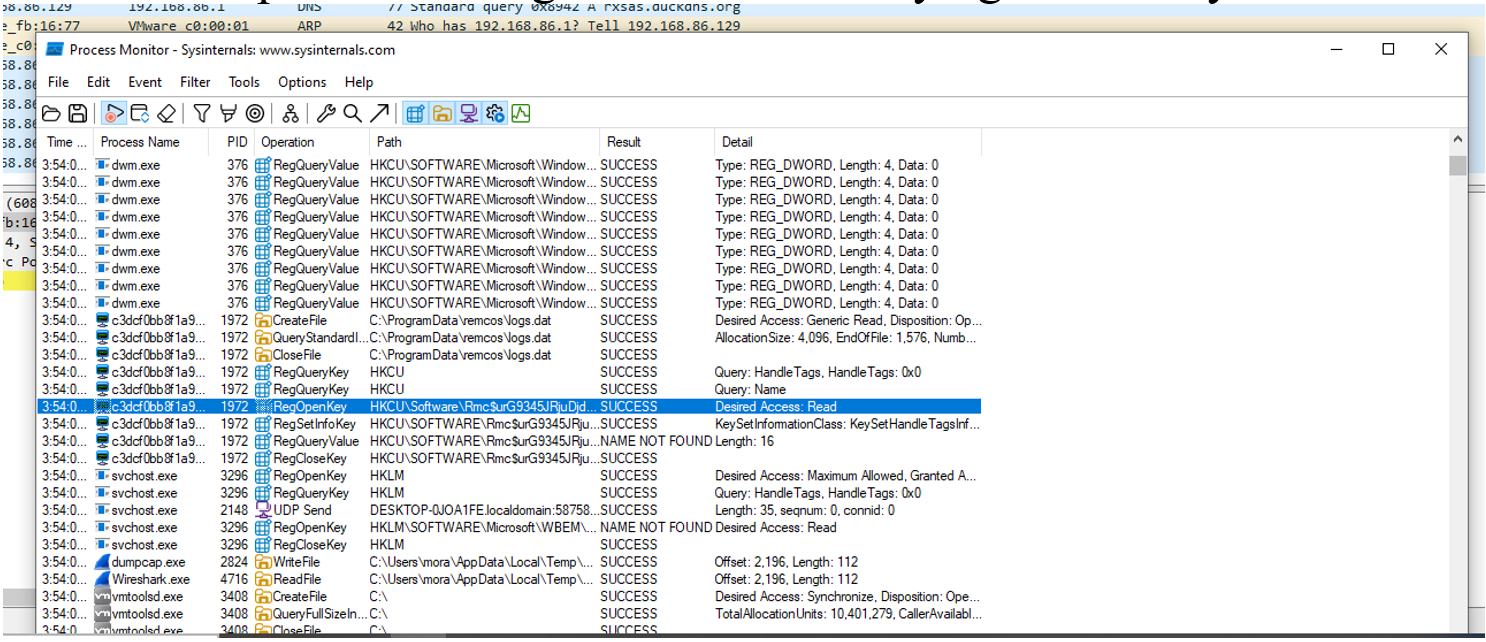 58.86.129 192.168.86.1 DNS 77 Standard query 0x8942 A rxsas.duckdns.org
e_fb:16:77 VMware_c0:00:01 ARP 42 Who has 192.168.86.1? Tell 192.168.86.129
Process Monitor - Sysinternals: www.sysinternals.com
File Edit Event Filter Tools Options Help
Time ... Process Name PID Operation Path Result Detail
3:54:0... dwm.exe 376 RegQueryValue HKCU\SOFTWARE\Microsoft\Window... SUCCESS Type: REG_DWORD, Length: 4, Data: 0
3:54:0... dwm.exe 376 RegQueryValue HKCU\SOFTWARE\Microsoft\Window... SUCCESS Type: REG_DWORD, Length: 4, Data: 0
3:54:0... dwm.exe 376 RegQueryValue HKCU\SOFTWARE\Microsoft\Window... SUCCESS Type: REG_DWORD, Length: 4, Data: 0
3:54:0... dwm.exe 376 RegQueryValue HKCU\SOFTWARE\Microsoft\Window... SUCCESS Type: REG_DWORD, Length: 4, Data: 0
3:54:0... dwm.exe 376 RegQueryValue HKCU\SOFTWARE\Microsoft\Window... SUCCESS Type: REG_DWORD, Length: 4, Data: 0
3:54:0... dwm.exe 376 RegQueryValue HKCU\SOFTWARE\Microsoft\Window... SUCCESS Type: REG_DWORD, Length: 4, Data: 0
3:54:0... dwm.exe 376 RegQueryValue HKCU\SOFTWARE\Microsoft\Window... SUCCESS Type: REG_DWORD, Length: 4, Data: 0
3:54:0... dwm.exe 376 RegQueryValue HKCU\SOFTWARE\Microsoft\Window... SUCCESS Type: REG_DWORD, Length: 4, Data: 0
3:54:0... dwm.exe 376 RegQueryValue HKCU\SOFTWARE\Microsoft\Window... SUCCESS Type: REG_DWORD, Length: 4, Data: 0
3:54:0... c3dcf0bb8f1a9... 1972 CreateFile C:\ProgramData\remcos\logs.dat SUCCESS Desired Access: Generic Read, Disposition: Op...
3:54:0... c3dcf0bb8f1a9... 1972 QueryStandardI... C:\ProgramData\remcos\logs.dat SUCCESS AllocationSize: 4,096, EndOfFile: 1,576, Numb...
3:54:0... c3dcf0bb8f1a9... 1972 CloseFile C:\ProgramData\remcos\logs.dat SUCCESS
3:54:0... c3dcf0bb8f1a9... 1972 RegQueryKey HKCU SUCCESS Query: HandleTags, HandleTags: 0x0
3:54:0... c3dcf0bb8f1a9... 1972 RegQueryKey HKCU SUCCESS Query: Name
3:54:0... c3dcf0bb8f1a9... 1972 RegOpenKey HKCU\Software\Rmc$urG9345JRjuDjd... SUCCESS Desired Access: Read
3:54:0... c3dcf0bb8f1a9... 1972 RegSetInfoKey HKCU\SOFTWARE\Rmc$urG9345JRju... SUCCESS KeySetInformationClass: KeySetHandleTagsInf...
3:54:0... c3dcf0bb8f1a9... 1972 RegQueryValue HKCU\SOFTWARE\Rmc$urG9345JRju... NAME NOT FOUND Length: 16
3:54:0... c3dcf0bb8f1a9... 1972 RegCloseKey HKCU\SOFTWARE\Rmc$urG9345JRju... SUCCESS
3:54:0... svchost.exe 3296 RegOpenKey HKLM SUCCESS Desired Access: Maximum Allowed, Granted A...
3:54:0... svchost.exe 3296 RegQueryKey HKLM SUCCESS Query: HandleTags, HandleTags: 0x0
3:54:0... svchost.exe 2148 UDP Send DESKTOP-0JOA1FE.localdomain:58758... SUCCESS Length: 35, seqnum: 0, connid: 0
3:54:0... svchost.exe 3296 RegOpenKey HKLM\SOFTWARE\Microsoft\WBEM\... NAME NOT FOUND Desired Access: Read
3:54:0... svchost.exe 3296 RegCloseKey HKLM SUCCESS
3:54:0... dumpcap.exe 2824 WriteFile C:\Users\mora\AppData\Local\Temp\... SUCCESS Offset: 2,196, Length: 112
3:54:0... Wireshark.exe 4716 ReadFile C:\Users\mora\AppData\Local\Temp\... SUCCESS Offset: 2,196, Length: 112
3:54:0... vmtoolsd.exe 3408 CreateFile C:\ SUCCESS Desired Access: Synchronize, Disposition: Ope...
3:54:0... vmtoolsd.exe 3408 QueryFullSizeIn... C:\ SUCCESS TotalAllocationUnits: 10,401,279, CallerAvailabl...
3:54:0... vmtoolsd.exe 3408 CloseFile C:\ SUCCESS